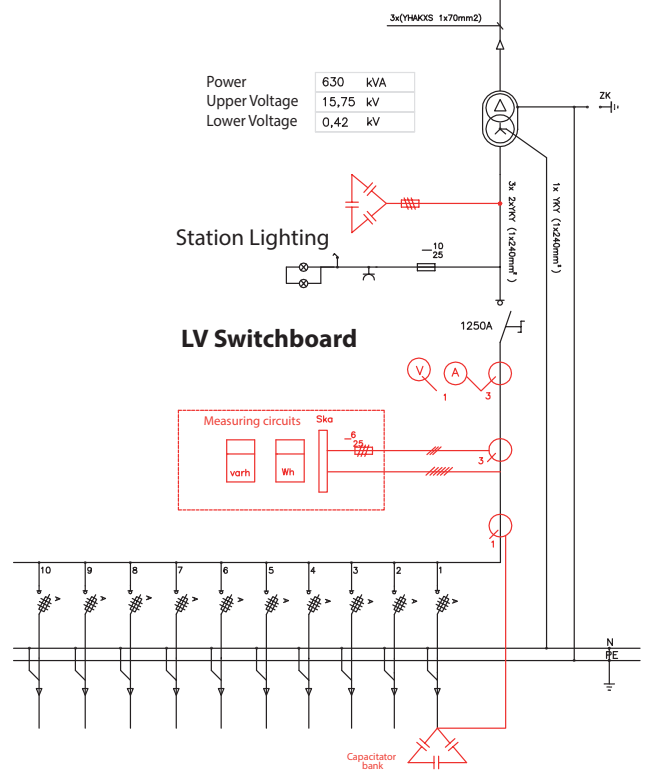 3x(YHAKXS 1x70mm2)
Power 630 kVA
Upper Voltage 15,75 kV
Lower Voltage 0,42 kV
ZK
3x 2xYKY (1x240mm²)
1x YKY (1x240mm²)
Station Lighting
10
25
1250A
LV Switchboard
V
A
1
3
Measuring circuits
Ska
6
25
varh
Wh
3
1
10 9 8 7 6 5 4 3 2 1
A A A A A A A A A A
N
PE
Capacitator
bank